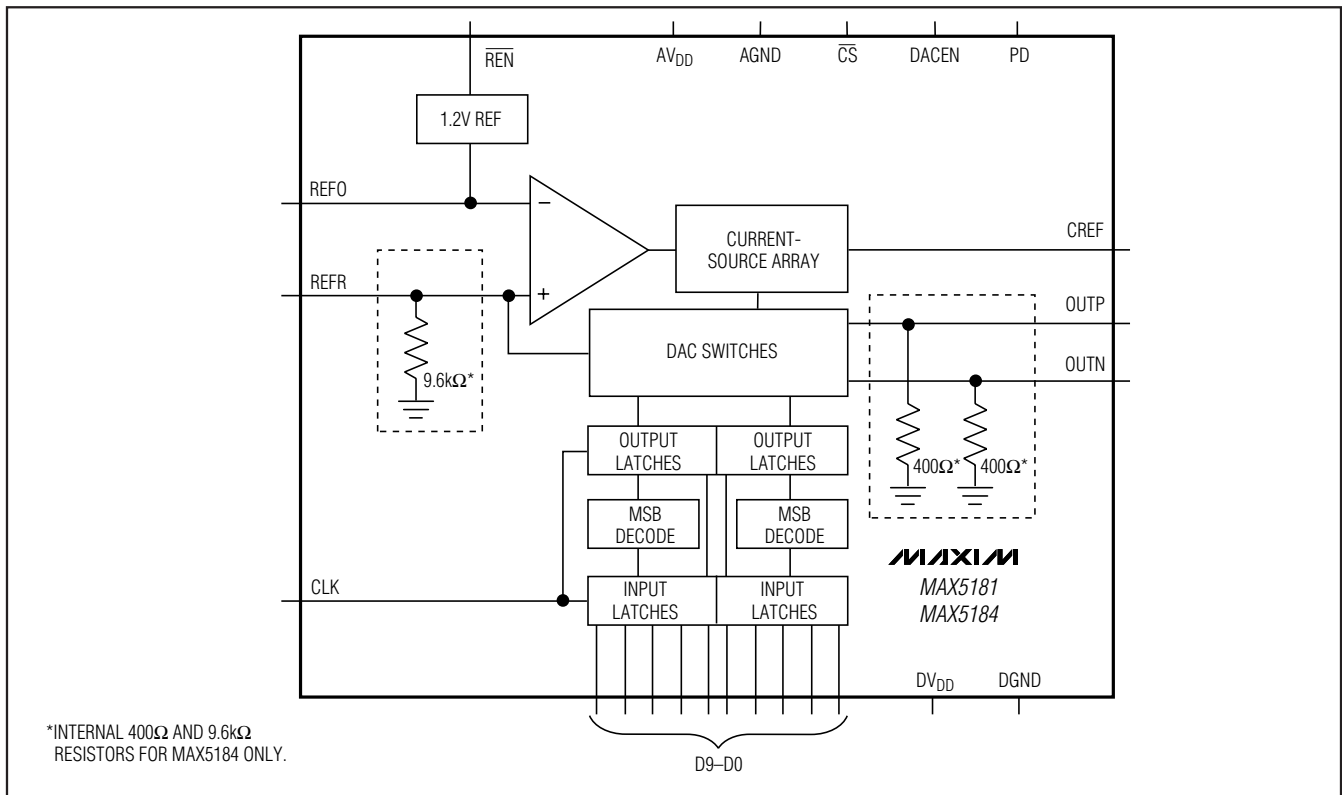 REN AVDD AGND CS DACEN PD
1.2V REF
REFO
−
CURRENT-
SOURCE ARRAY
CREF
REFR
+
OUTP
DAC SWITCHES
OUTN
9.6kΩ*
OUTPUT
LATCHES
OUTPUT
LATCHES
400Ω* 400Ω*
MSB
DECODE
MSB
DECODE
MAXIM
MAX5181
MAX5184
CLK
INPUT
LATCHES
INPUT
LATCHES
DVDD DGND
*INTERNAL 400Ω AND 9.6kΩ
RESISTORS FOR MAX5184 ONLY.
D9–D0